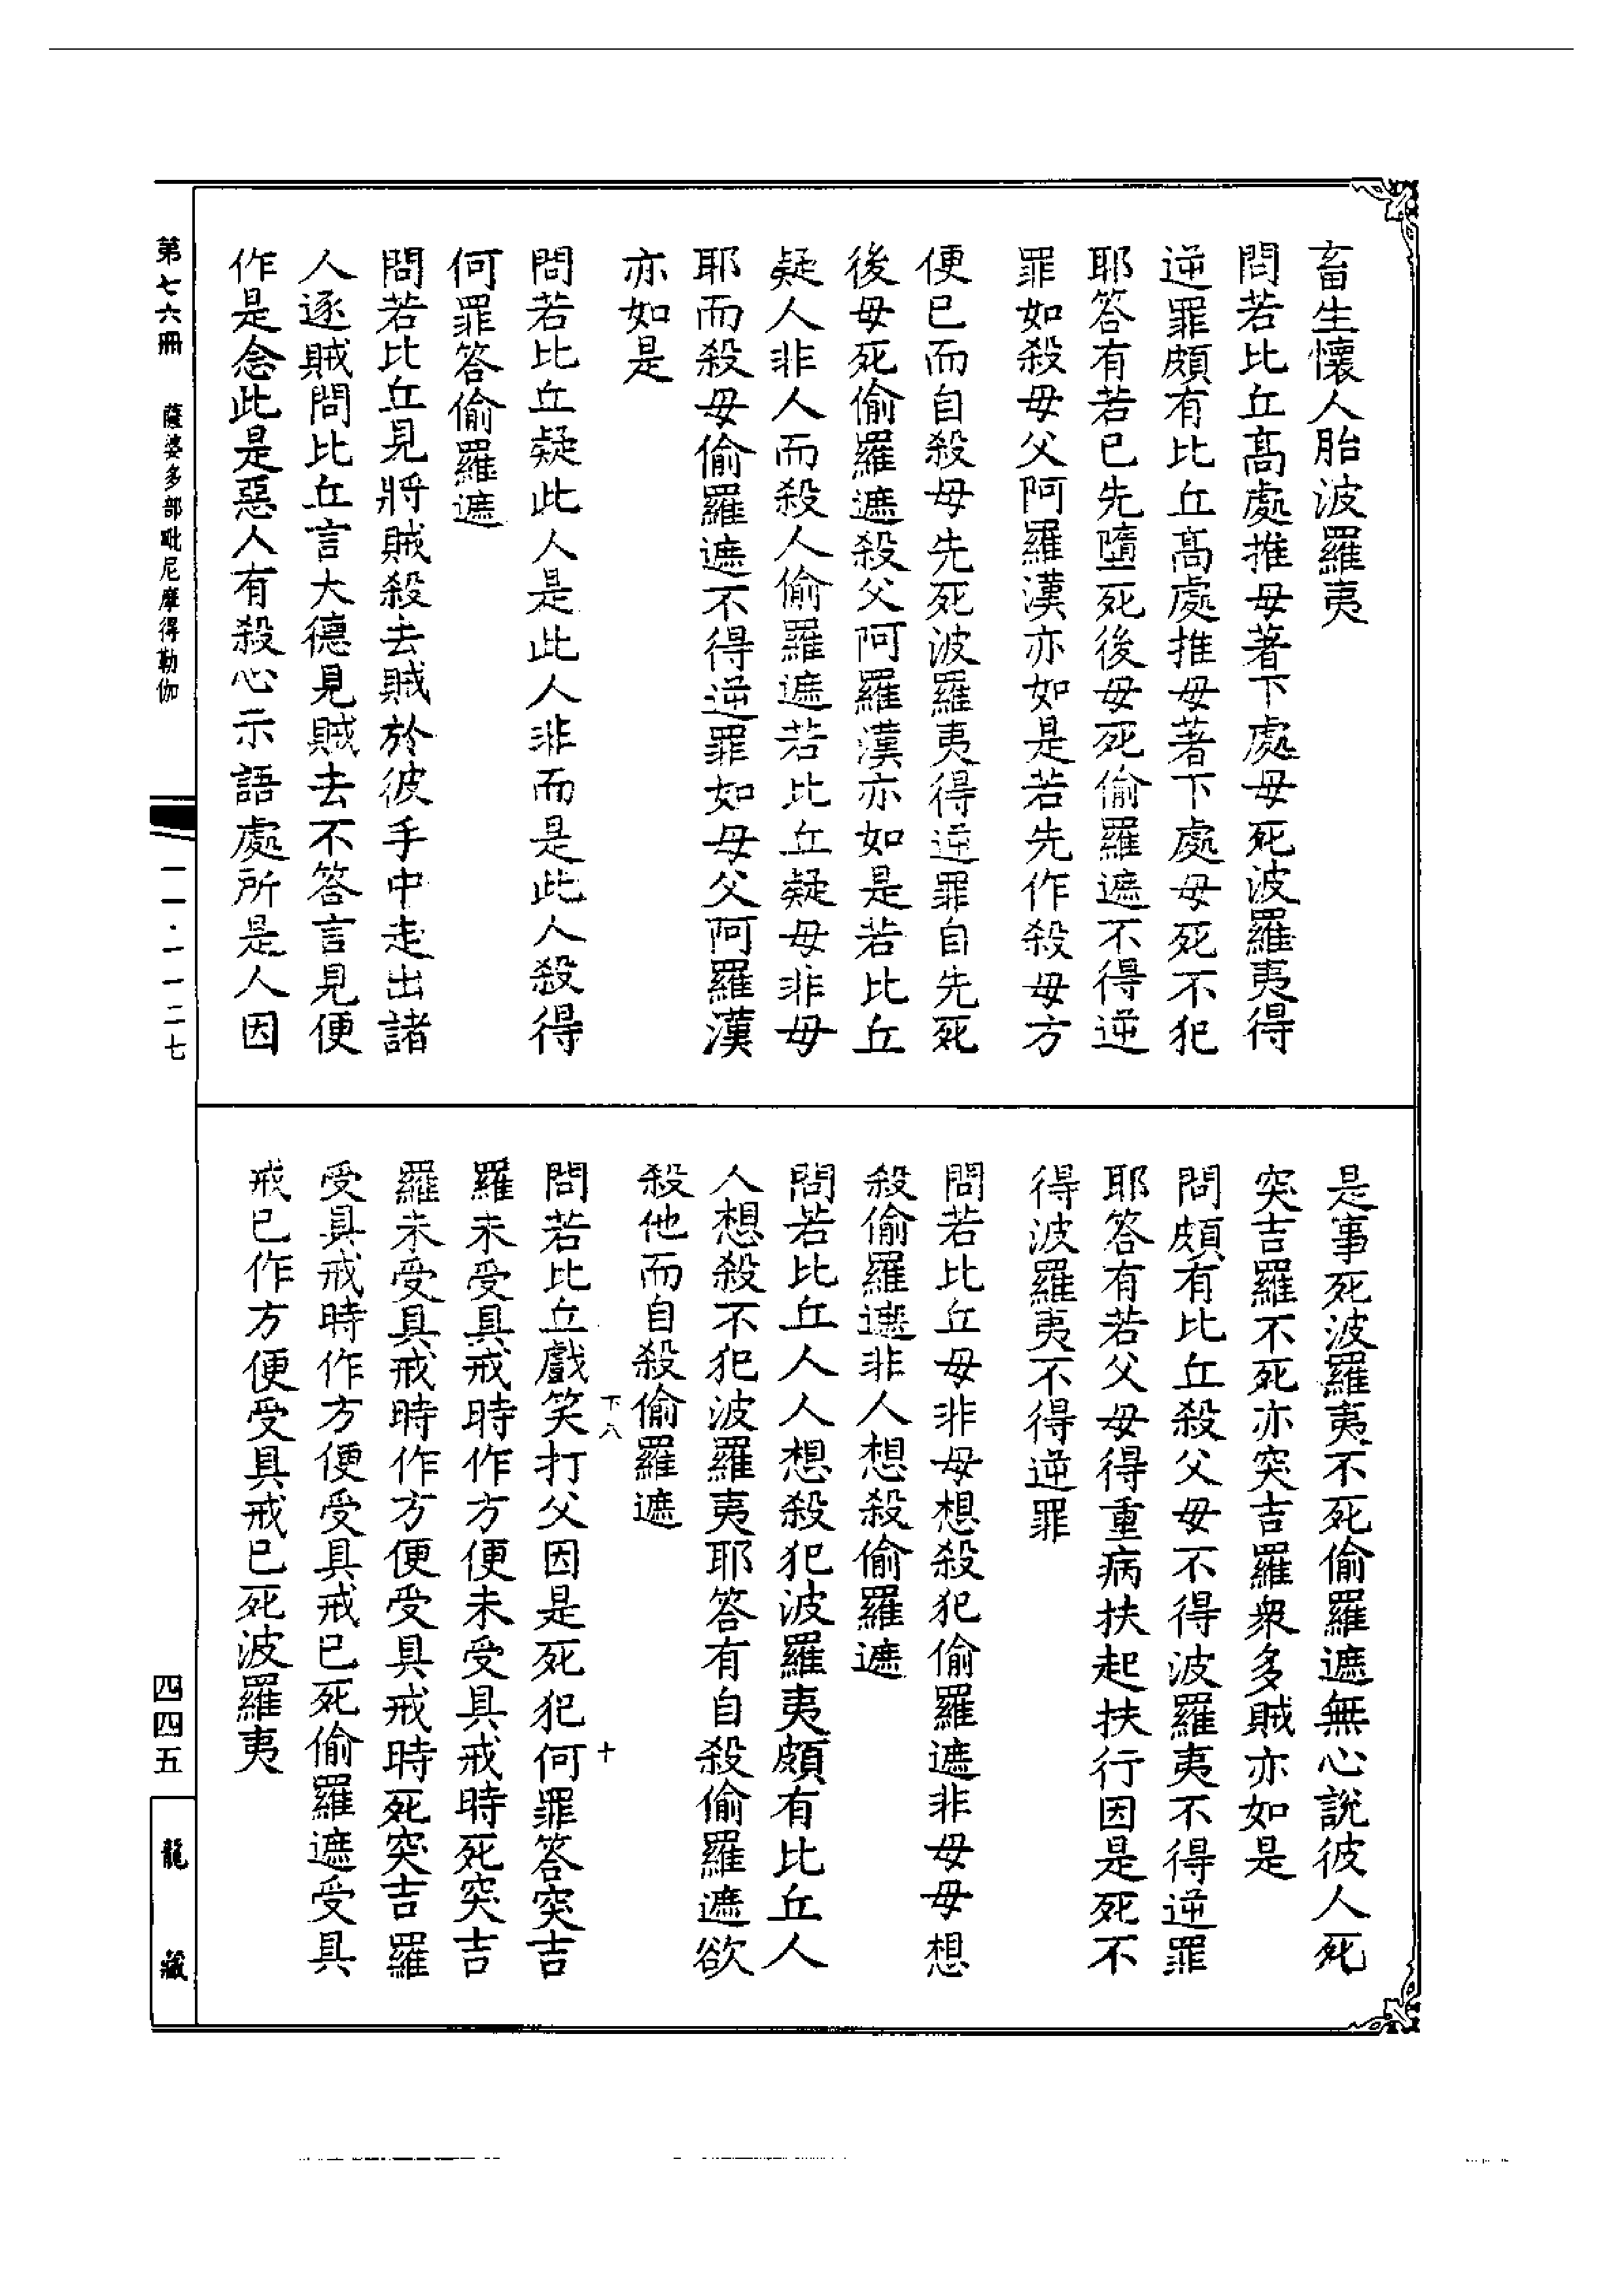 畜生懷人胎波羅夷
問若比丘高處推母著下處母死波羅夷得
逆罪頗有比丘高處推母著下處母死不犯
耶答有若已先墮死後母死偷羅遮不得逆
罪如殺母父阿羅漢亦如是若先作殺母方
便已而自殺母先死波羅夷得逆罪自先死
後母死偷羅遮殺父阿羅漢亦如是若比丘
疑人非人而殺人偷羅遮若比丘疑母非母
耶而殺母偷羅遮不得逆罪如母父阿羅漢
亦如是
問若比丘疑此人是此人非而是此人殺得
何罪答偷羅遮
問若比丘見將賊殺去賊於彼手中走出諸
人逐賊問比丘言大德見賊去不答言見便
作是念此是惡人有殺心示語處所是人因
是事死波羅夷不死偷羅遮無心說彼人死
突吉羅不死亦突吉羅衆多賊亦如是
問頗有比丘殺父母不得波羅夷不得逆罪
耶答有若父母得重病扶起扶行因是死不
得波羅夷不得逆罪
問若比丘母非母想殺犯偷羅遮非母母想
殺偷羅遮非人想殺偷羅遮
問若比丘人人想殺犯波羅夷頗有比丘人
人想殺不犯波羅夷耶答有自殺偷羅遮欲
殺他而自殺偷羅遮
下八
十
問若比丘戲笑打父因是死犯何罪答突吉
羅未受具戒時作方便未受具戒時死突吉
羅未受具戒時作方便受具戒時死突吉羅
受具戒時作方便受具戒已死偷羅遮受具
戒已作方便受具戒已死波羅夷
第七六冊 薩婆多部毗尼摩得勒伽
一一·一一二七
四四五
龍藏